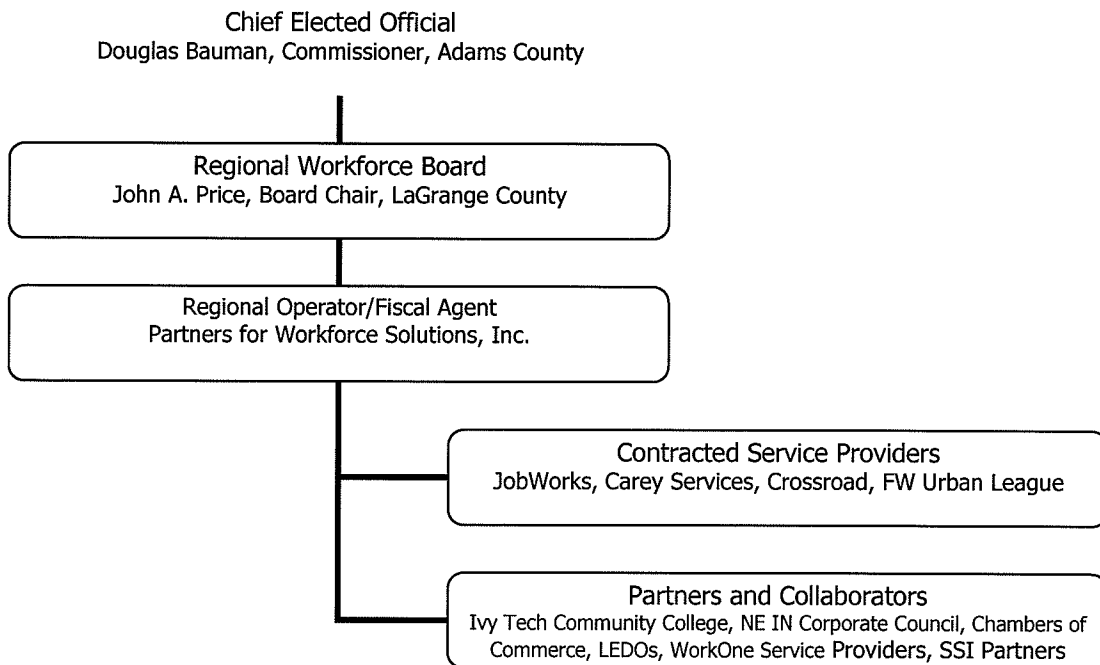 Chief Elected Official
Douglas Bauman, Commissioner, Adams County
Regional Workforce Board
John A. Price, Board Chair, LaGrange County
Regional Operator/Fiscal Agent
Partners for Workforce Solutions, Inc.
Contracted Service Providers
JobWorks, Carey Services, Crossroad, FW Urban League
Partners and Collaborators
Ivy Tech Community College, NE IN Corporate Council, Chambers of
Commerce, LEDOs, WorkOne Service Providers, SSI Partners